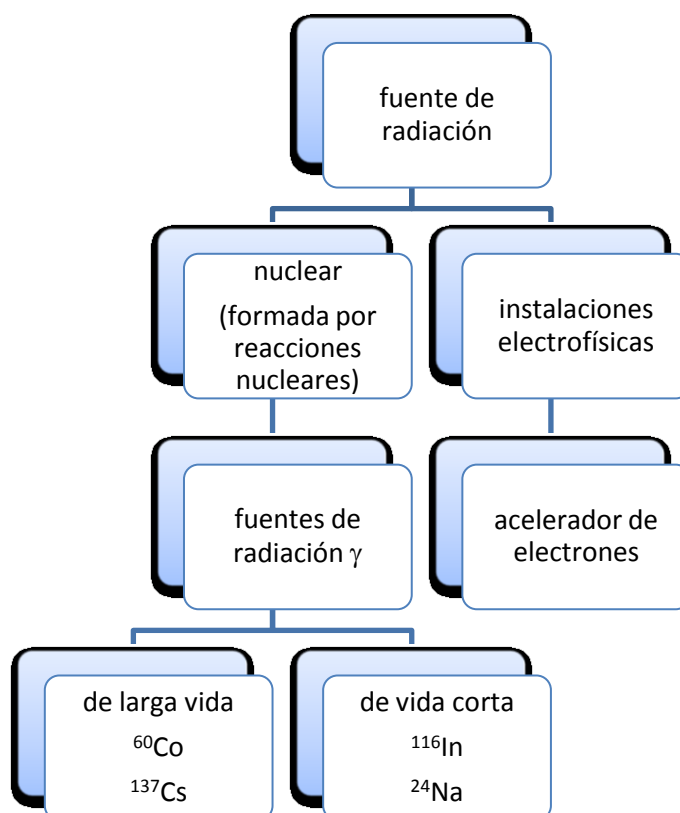 fuente de
radiación
nuclear
(formada por
reacciones
nucleares)
instalaciones
electrofísicas
fuentes de
radiación γ
acelerador de
electrones
de larga vida
⁶⁰Co
¹³⁷Cs
de vida corta
¹¹⁶In
²⁴Na